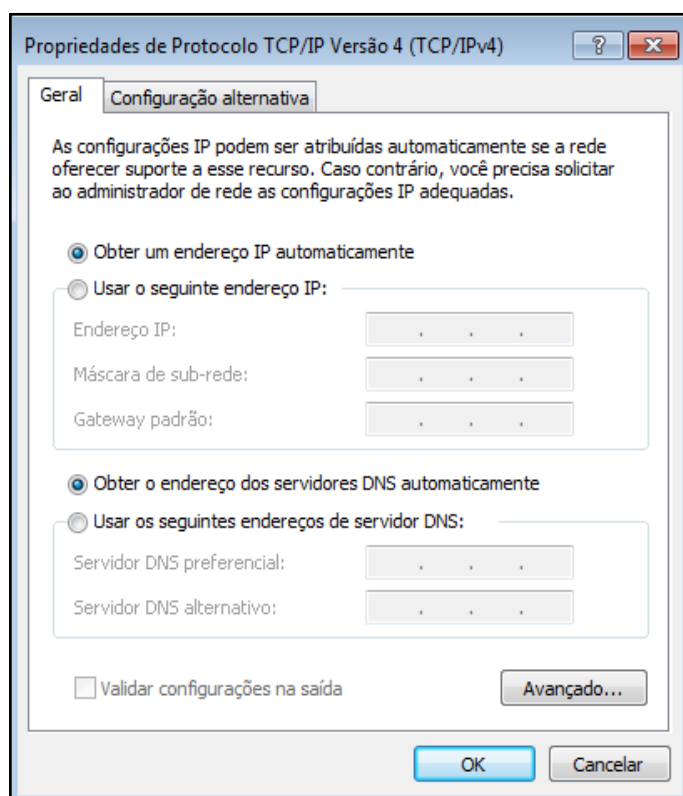 Propriedades de Protocolo TCP/IP Versão 4 (TCP/IPv4)
?
Geral
Configuração alternativa
As configurações IP podem ser atribuídas automaticamente se a rede
oferecer suporte a esse recurso. Caso contrário, você precisa solicitar
ao administrador de rede as configurações IP adequadas.
Obter um endereço IP automaticamente
Usar o seguinte endereço IP:
Endereço IP:
Máscara de sub-rede:
Gateway padrão:
Obter o endereço dos servidores DNS automaticamente
Usar os seguintes endereços de servidor DNS:
Servidor DNS preferencial:
Servidor DNS alternativo:
Validar configurações na saída
Avançado...
OK
Cancelar